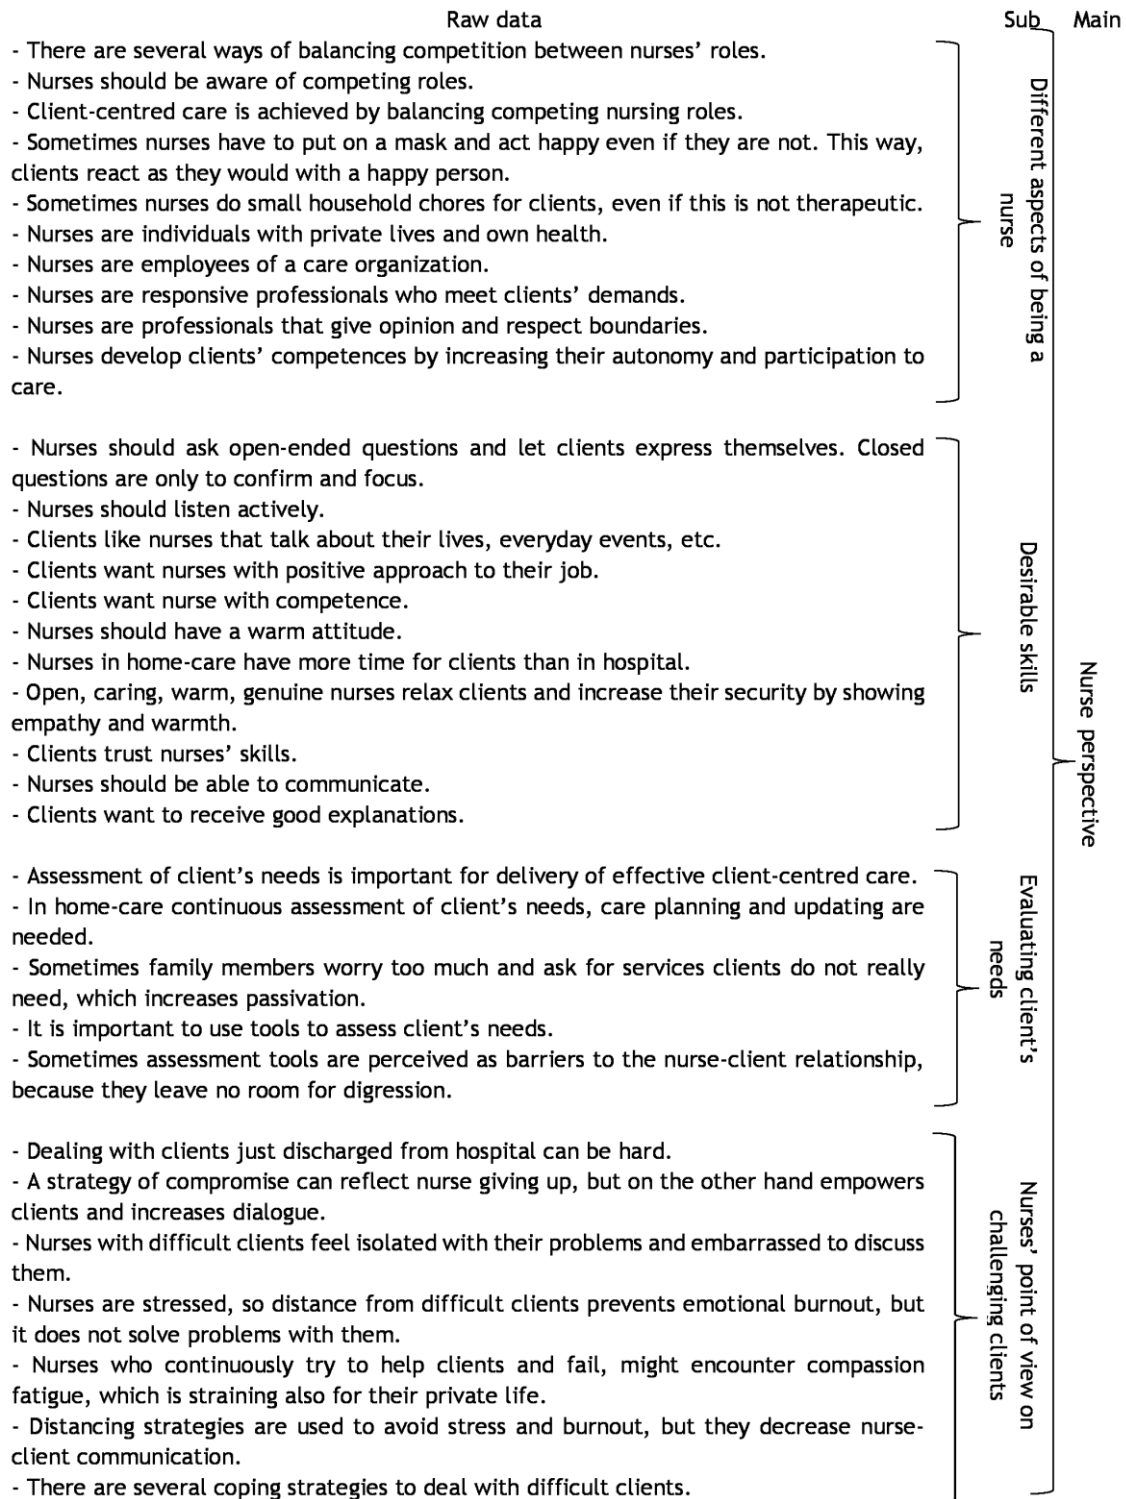 Raw data Sub Main
- There are several ways of balancing competition between nurses’ roles.
- Nurses should be aware of competing roles.
- Client-centred care is achieved by balancing competing nursing roles.
- Sometimes nurses have to put on a mask and act happy even if they are not. This way,
clients react as they would with a happy person.
- Sometimes nurses do small household chores for clients, even if this is not therapeutic.
- Nurses are individuals with private lives and own health.
- Nurses are employees of a care organization.
- Nurses are responsive professionals who meet clients’ demands.
- Nurses are professionals that give opinion and respect boundaries.
- Nurses develop clients’ competences by increasing their autonomy and participation to
care.
Different aspects of being a
nurse
- Nurses should ask open-ended questions and let clients express themselves. Closed
questions are only to confirm and focus.
- Nurses should listen actively.
- Clients like nurses that talk about their lives, everyday events, etc.
- Clients want nurses with positive approach to their job.
- Clients want nurse with competence.
- Nurses should have a warm attitude.
- Nurses in home-care have more time for clients than in hospital.
- Open, caring, warm, genuine nurses relax clients and increase their security by showing
empathy and warmth.
- Clients trust nurses’ skills.
- Nurses should be able to communicate.
- Clients want to receive good explanations.
Desirable skills
- Assessment of client’s needs is important for delivery of effective client-centred care.
- In home-care continuous assessment of client’s needs, care planning and updating are
needed.
- Sometimes family members worry too much and ask for services clients do not really
need, which increases passivation.
- It is important to use tools to assess client’s needs.
- Sometimes assessment tools are perceived as barriers to the nurse-client relationship,
because they leave no room for digression.
Evaluating client’s
needs
- Dealing with clients just discharged from hospital can be hard.
- A strategy of compromise can reflect nurse giving up, but on the other hand empowers
clients and increases dialogue.
- Nurses with difficult clients feel isolated with their problems and embarrassed to discuss
them.
- Nurses are stressed, so distance from difficult clients prevents emotional burnout, but
it does not solve problems with them.
- Nurses who continuously try to help clients and fail, might encounter compassion
fatigue, which is straining also for their private life.
- Distancing strategies are used to avoid stress and burnout, but they decrease nurse-
client communication.
- There are several coping strategies to deal with difficult clients.
Nurses’ point of view on
challenging clients
Nurse perspective